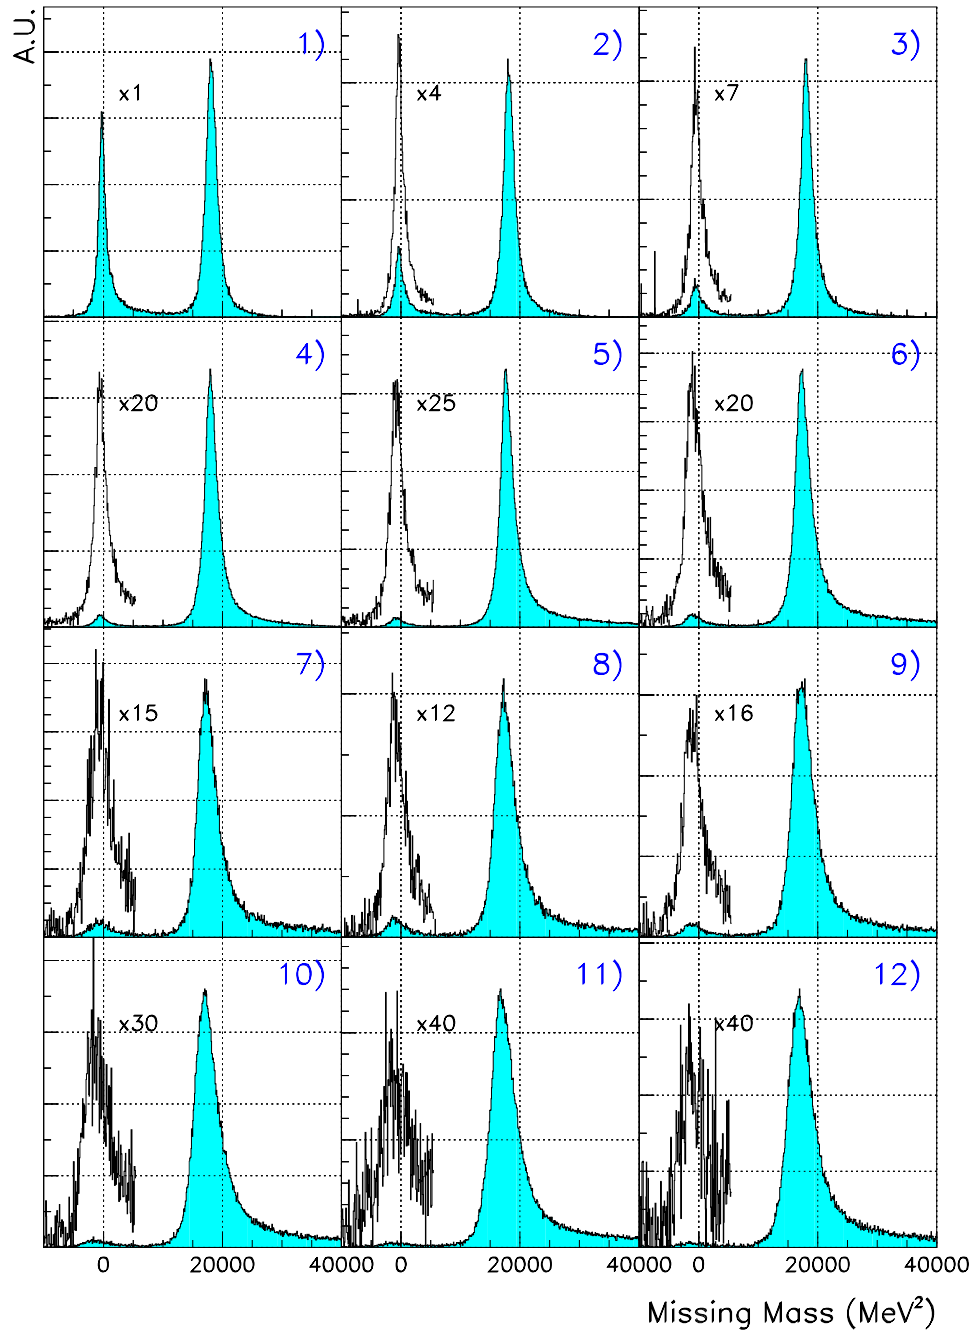 A.U.
1)
x1
2)
x4
3)
x7
4)
x20
5)
x25
6)
x20
7)
x15
8)
x12
9)
x16
10)
x30
11)
x40
12)
x40
0 20000 40000 0 20000 40000 0 20000 40000
Missing Mass (MeV²)